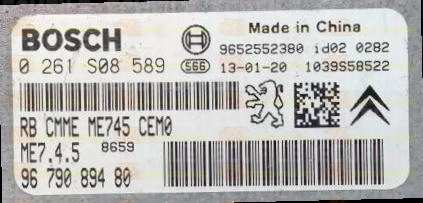 BOSCH
Made in China
9652552380 id02 0282
0 261 S08 589 S66 13-01-20 1039S58522
RB CMME ME745 CEM0
ME7.4.5 8659
96 790 894 80